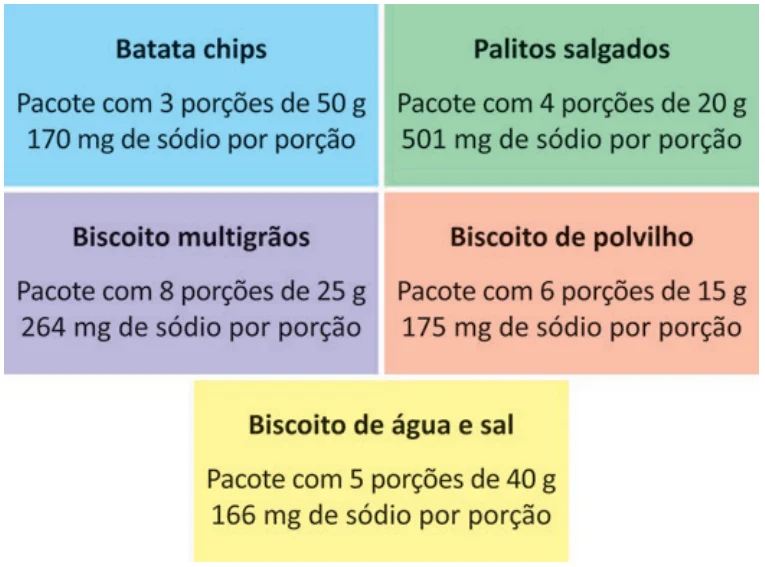 Batata chips
Pacote com 3 porções de 50 g
170 mg de sódio por porção
Palitos salgados
Pacote com 4 porções de 20 g
501 mg de sódio por porção
Biscoito multigrãos
Pacote com 8 porções de 25 g
264 mg de sódio por porção
Biscoito de polvilho
Pacote com 6 porções de 15 g
175 mg de sódio por porção
Biscoito de água e sal
Pacote com 5 porções de 40 g
166 mg de sódio por porção